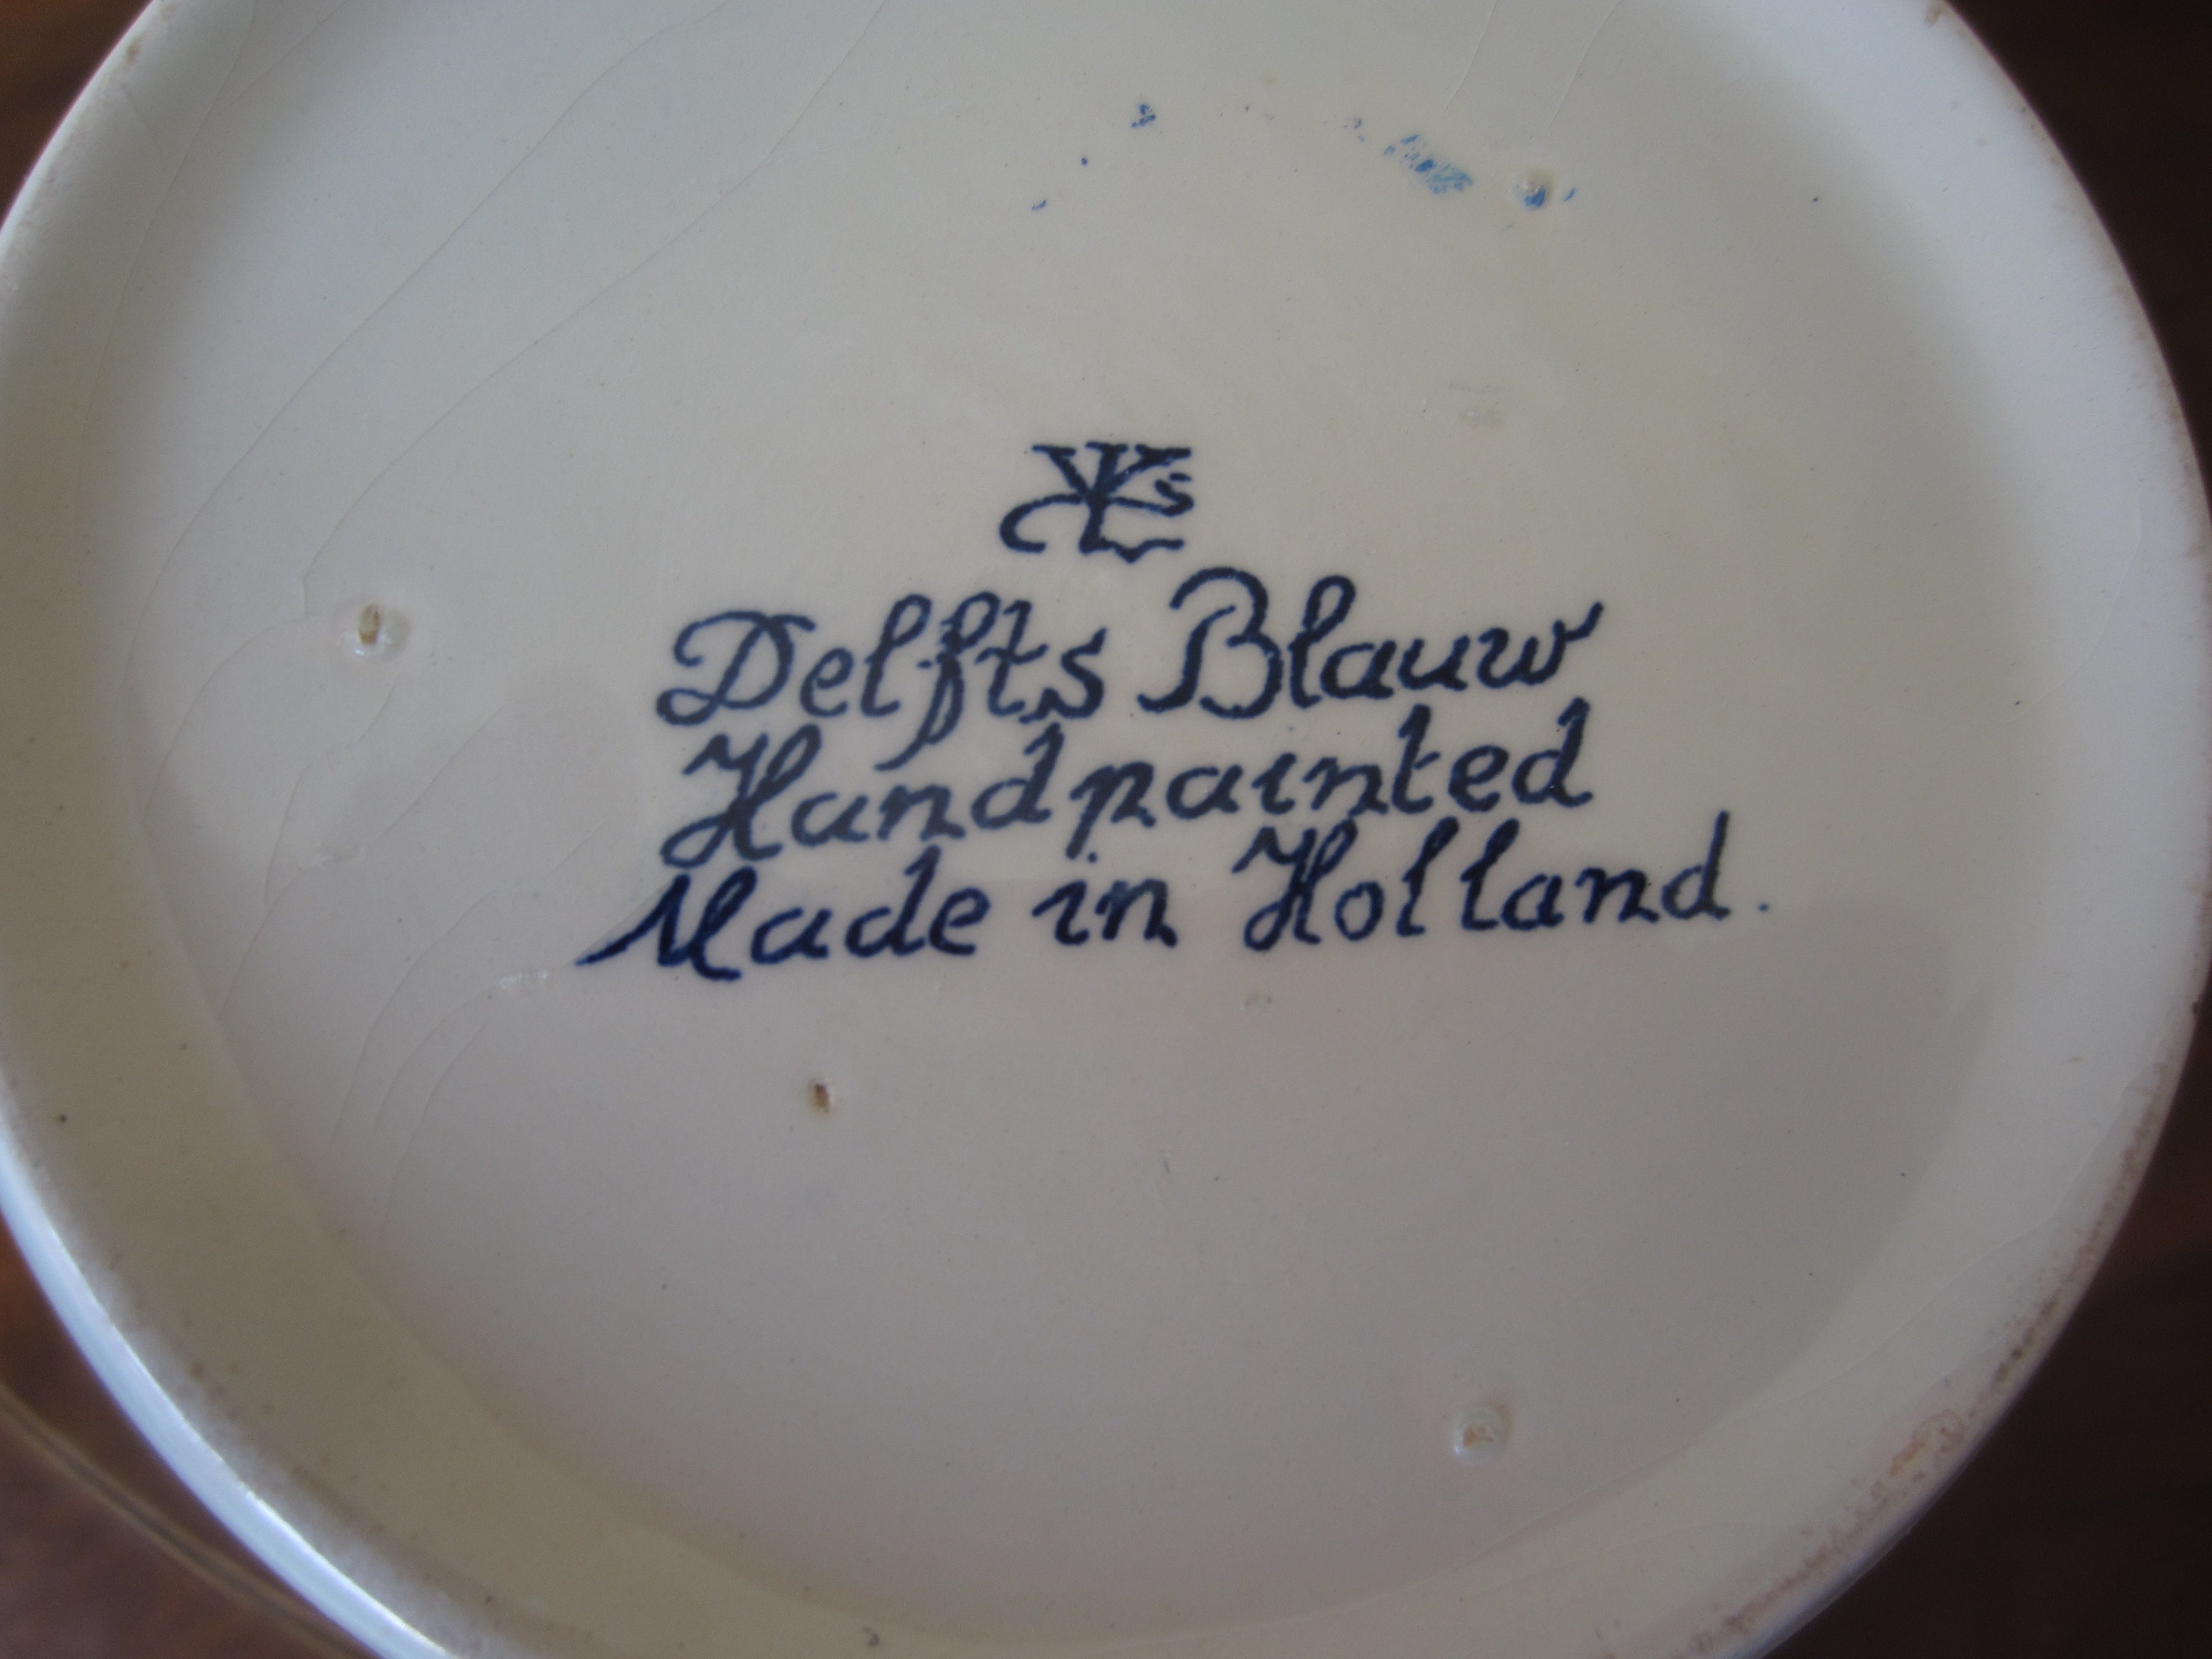 Delfts Blauw
Handpainted
Made in Holland.